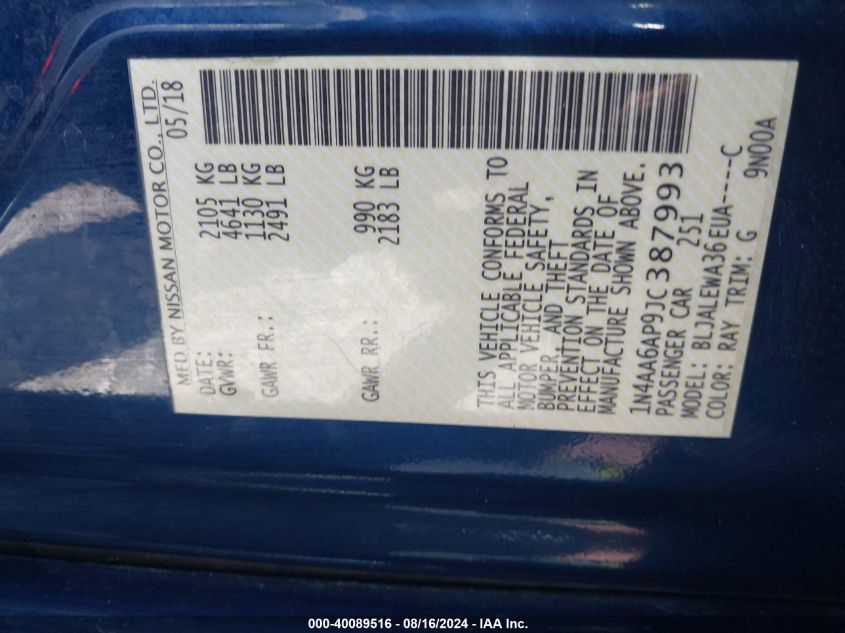 MFD BY NISSAN MOTOR CO., LTD.
DATE: 05/18
GVWR: 2105 KG
4641 LB
GAWR FR.: 1130 KG
2491 LB
GAWR RR.: 990 KG
2183 LB
THIS VEHICLE CONFORMS TO
ALL APPLICABLE FEDERAL
MOTOR VEHICLE SAFETY,
BUMPER, AND THEFT
PREVENTION STANDARDS IN
EFFECT ON THE DATE OF
MANUFACTURE SHOWN ABOVE.
1N4AA6AP9JC387993
PASSENGER CAR 251
MODEL: BLJALEWA36EUA----C
COLOR: RAY TRIM: G 9N00A
000-40089516 - 08/16/2024 - IAA Inc.